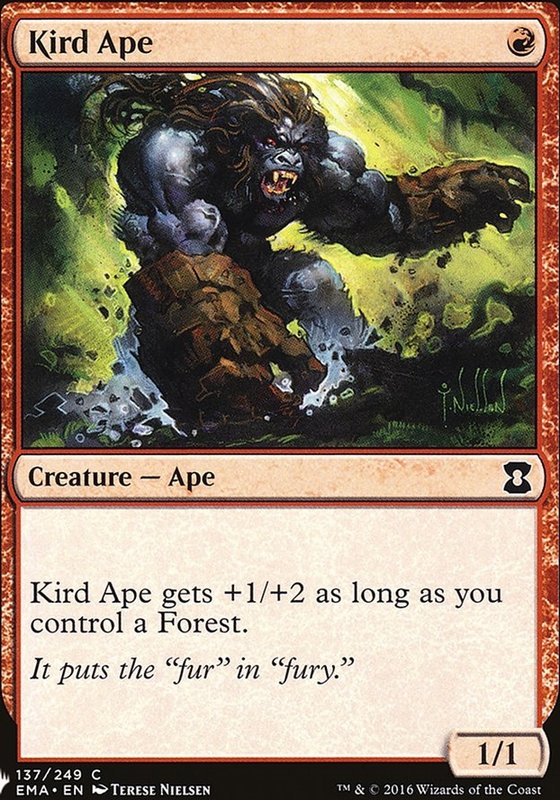 Kird Ape
T. Nielsen
Creature — Ape
Kird Ape gets +1/+2 as long as you
control a Forest.
It puts the “fur” in “fury.”
1/1
137/249 C
EMA • EN Terese Nielsen
™ & © 2016 Wizards of the Coast